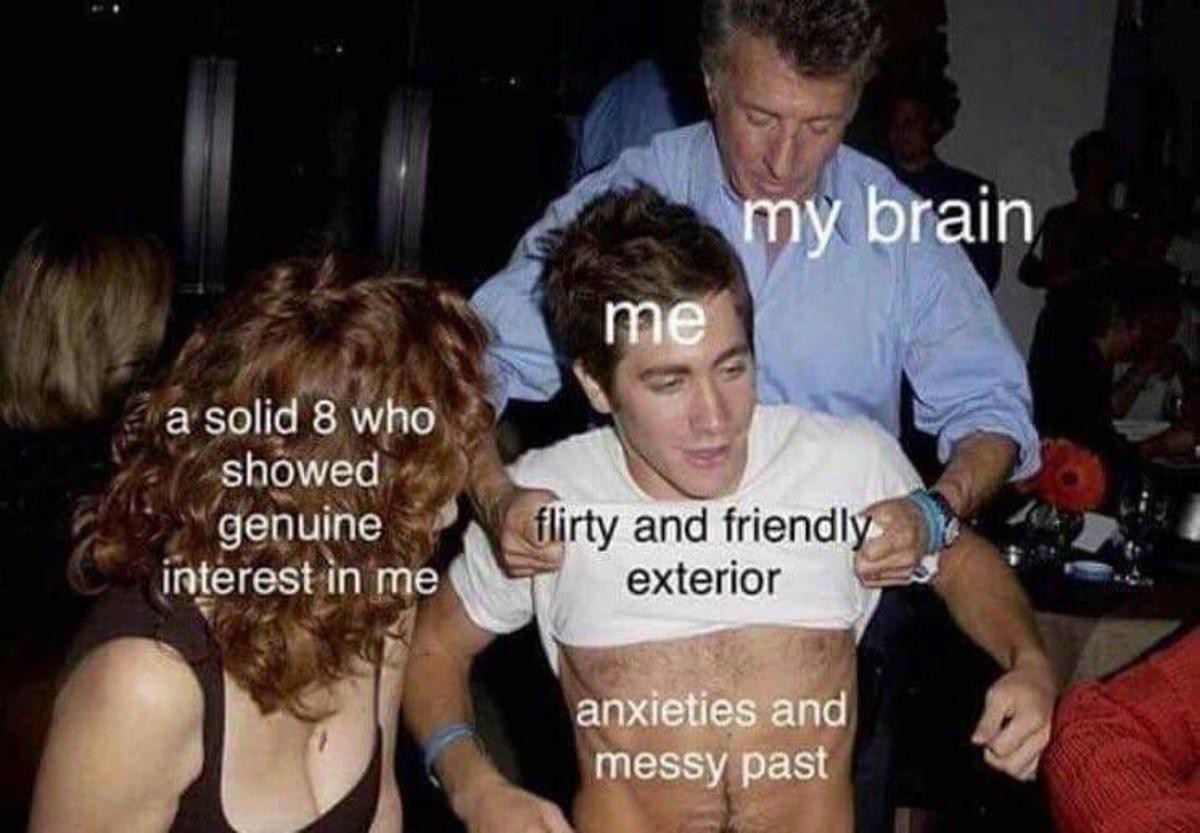 my brain
me
a solid 8 who
showed
genuine
interest in me
flirty and friendly
exterior
anxieties and
messy past